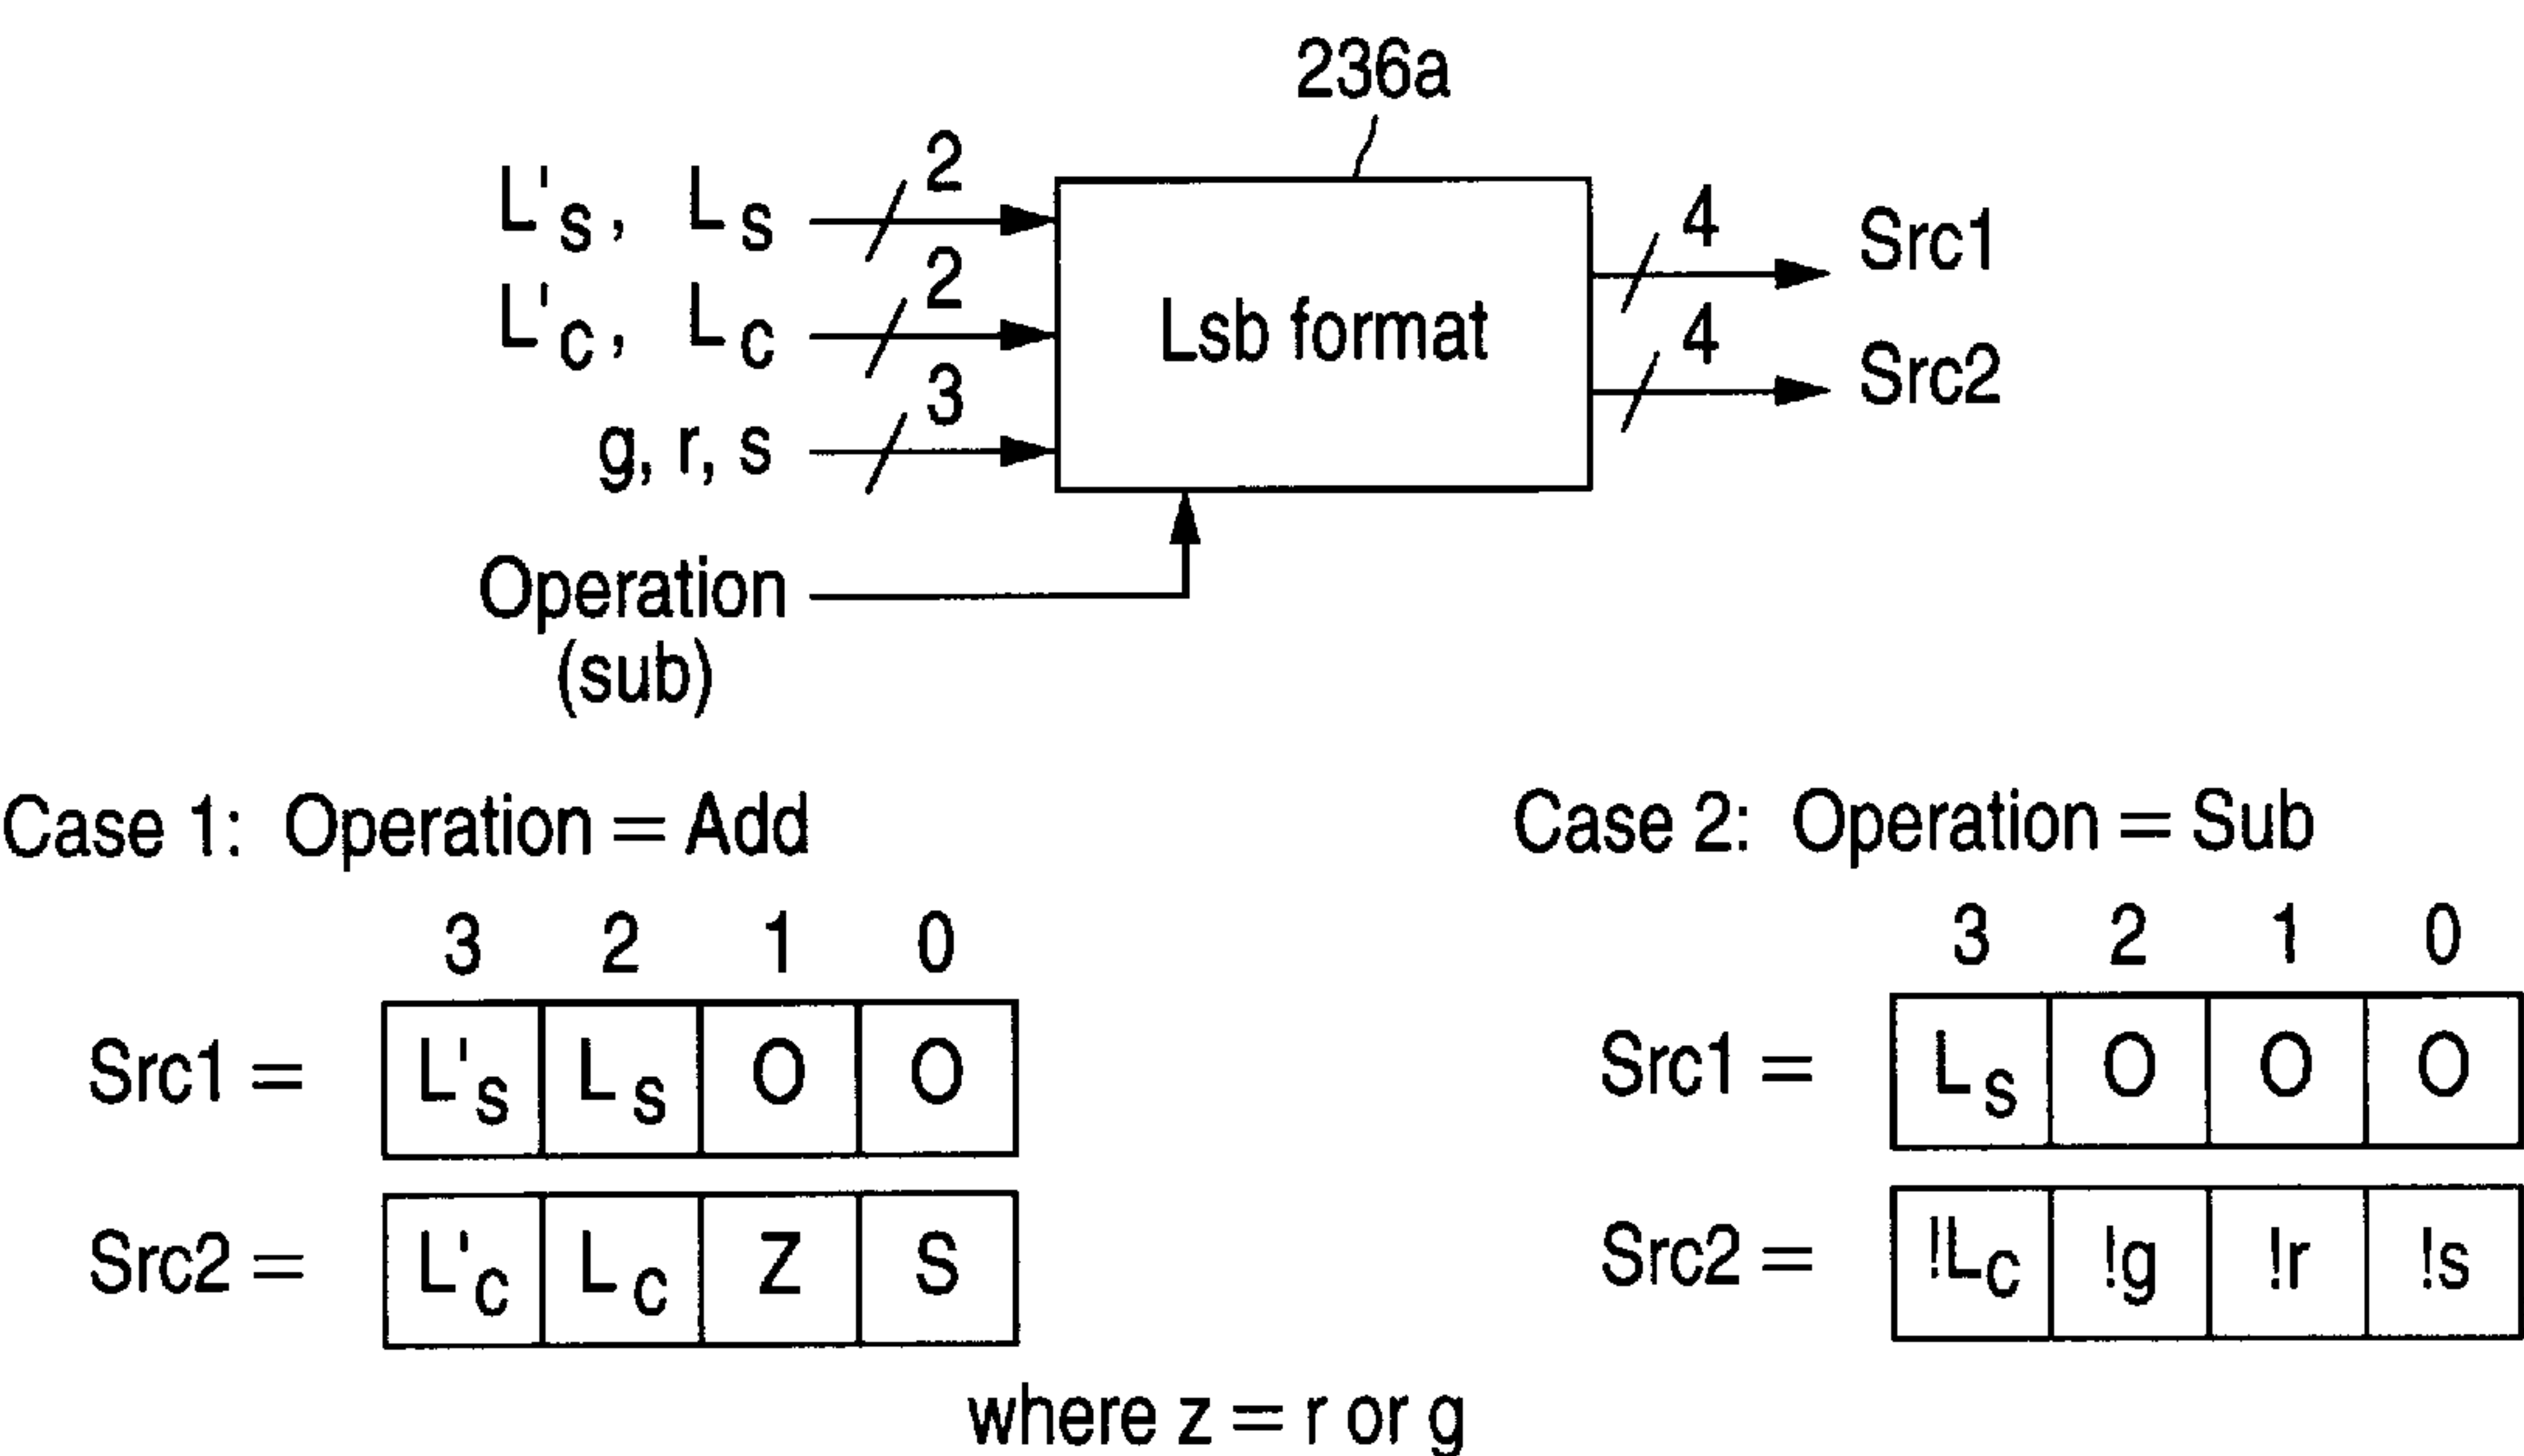 236a
L's, Ls 2
L'c, Lc 2
g, r, s 3
Lsb format
4 Src1
4 Src2
Operation
(sub)
Case 1: Operation = Add
3 2 1 0
Src1 = L's Ls O O
Src2 = L'c Lc Z S
Case 2: Operation = Sub
3 2 1 0
Src1 = Ls O O O
Src2 = !Lc !g !r !s
where z = r or g